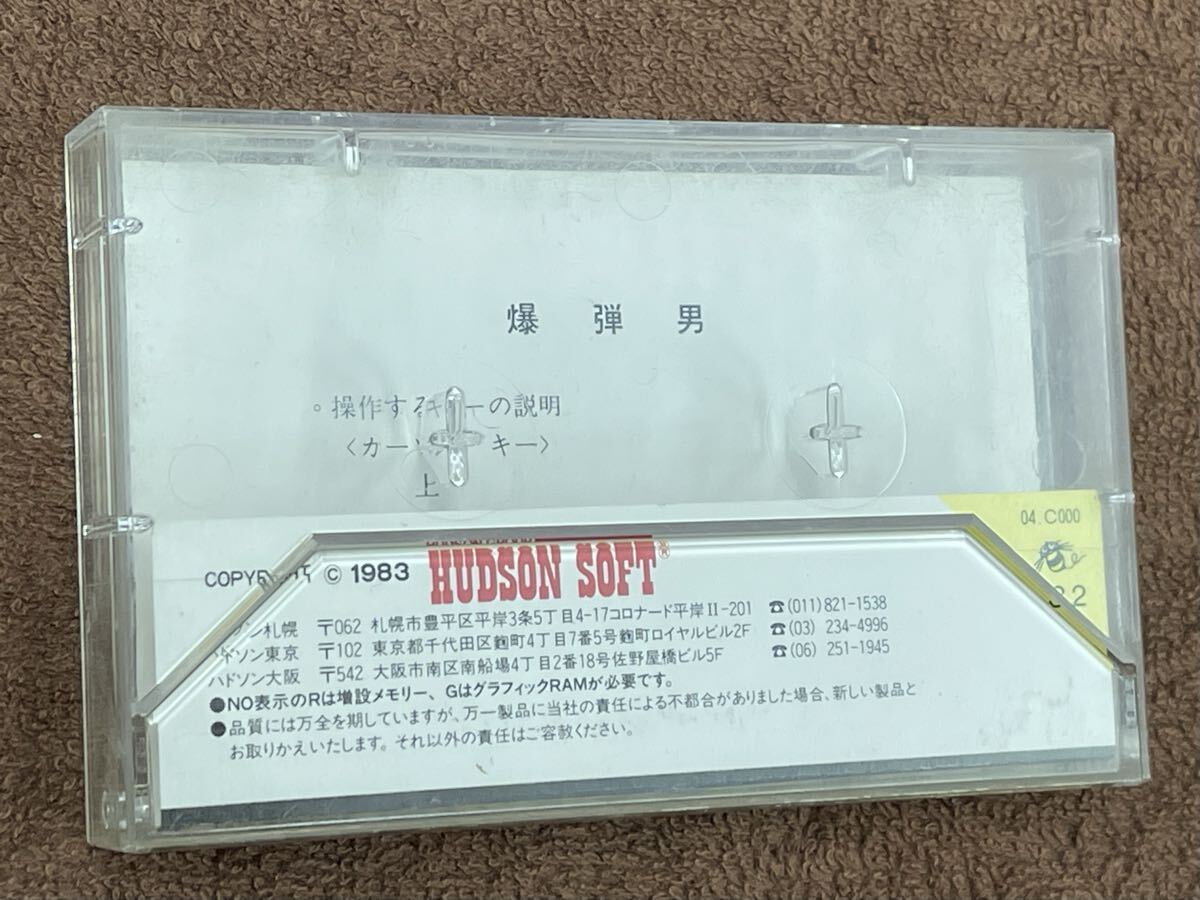 爆弾男
。操作するキーの説明
〈カーソルキー〉
上
04.C000
COPYRIGHT © 1983 HUDSON SOFT®
ハドソン札幌 〒062 札幌市豊平区平岸3条5丁目4-17コロナード平岸II-201 ☎(011)821-1538
ハドソン東京 〒102 東京都千代田区麴町4丁目7番5号麴町ロイヤルビル2F ☎(03) 234-4996
ハドソン大阪 〒542 大阪市南区南船場4丁目2番18号佐野屋橋ビル5F ☎(06) 251-1945
●NO表示のRは増設メモリー、GはグラフィックRAMが必要です。
●品質には万全を期していますが、万一製品に当社の責任による不都合がありました場合、新しい製品と
お取りかえいたします。それ以外の責任はご容赦ください。